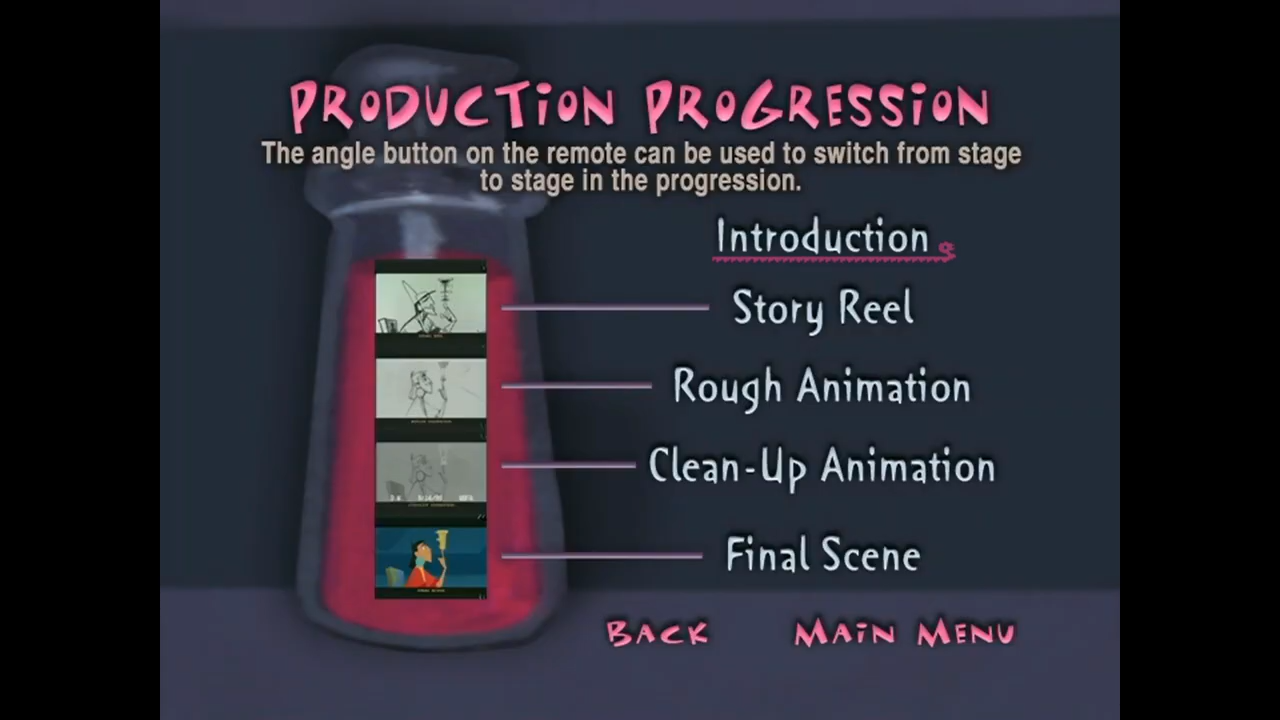 PRODUCTION PROGRESSION
The angle button on the remote can be used to switch from stage
to stage in the progression.
Introduction
Story Reel
Rough Animation
Clean-Up Animation
Final Scene
BACK
MAIN MENU